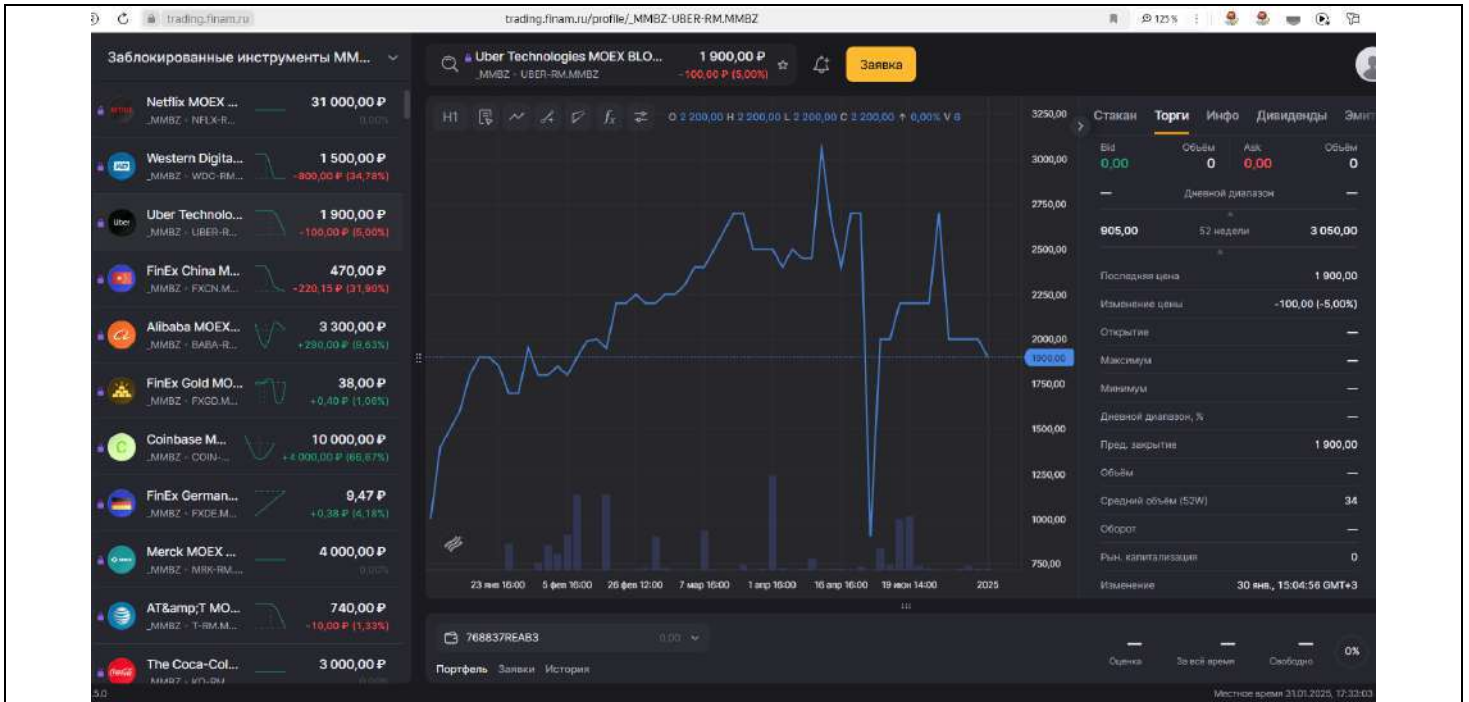 trading.finam.ru
trading.finam.ru/profile/_MMBZ-UBER-RM.MMBZ
125 %
Заблокированные инструменты MM...
Netflix MOEX ...
31 000,00 ₽
_MMBZ · NFLX-R...
0,00%
Western Digita...
1 500,00 ₽
_MMBZ · WDC-RM...
-800,00 ₽ (34,78%)
Uber Technolo...
1 900,00 ₽
_MMBZ · UBER-R...
-100,00 ₽ (5,00%)
FinEx China M...
470,00 ₽
_MMBZ · FXCN.M...
-220,15 ₽ (31,90%)
Alibaba MOEX...
3 300,00 ₽
_MMBZ · BABA-R...
+290,00 ₽ (9,63%)
FinEx Gold MO...
38,00 ₽
_MMBZ · FXGD.M...
+0,40 ₽ (1,06%)
Coinbase M...
10 000,00 ₽
_MMBZ · COIN-...
+4 000,00 ₽ (66,67%)
FinEx German...
9,47 ₽
_MMBZ · FXDE.M...
+0,38 ₽ (4,18%)
Merck MOEX ...
4 000,00 ₽
_MMBZ · MRK-RM....
0,00%
AT&amp;T MO...
740,00 ₽
_MMBZ · T-RM.M...
-10,00 ₽ (1,33%)
The Coca-Col...
3 000,00 ₽
_MMBZ · KO-RM
Uber Technologies MOEX BLO...
1 900,00 ₽
_MMBZ · UBER-RM.MMBZ
-100,00 ₽ (5,00%)
Заявка
H1
O 2 200,00 H 2 200,00 L 2 200,00 C 2 200,00 ↑ 0,00% V 6
3250,00
3000,00
2750,00
2500,00
2250,00
2000,00
1900,00
1750,00
1500,00
1250,00
1000,00
750,00
23 янв 16:00 5 фев 16:00 26 фев 12:00 7 мар 16:00 1 апр 16:00 16 апр 16:00 19 июн 14:00 2025
Стакан Торги Инфо Дивиденды Эмит
Bid Объём Ask Объём
0,00 0 0,00 0
— Дневной диапазон —
905,00 52 недели 3 050,00
Последняя цена 1 900,00
Изменение цены -100,00 (-5,00%)
Открытие —
Максимум —
Минимум —
Дневной диапазон, % —
Пред. закрытие 1 900,00
Объём —
Средний объём (52W) 34
Оборот —
Рын. капитализация 0
Изменение 30 янв., 15:04:56 GMT+3
768837REAB3 0,00
Портфель Заявки История
— — —
Оценка За всё время Свободно
0%
5.0
Местное время 31.01.2025, 17:33:03